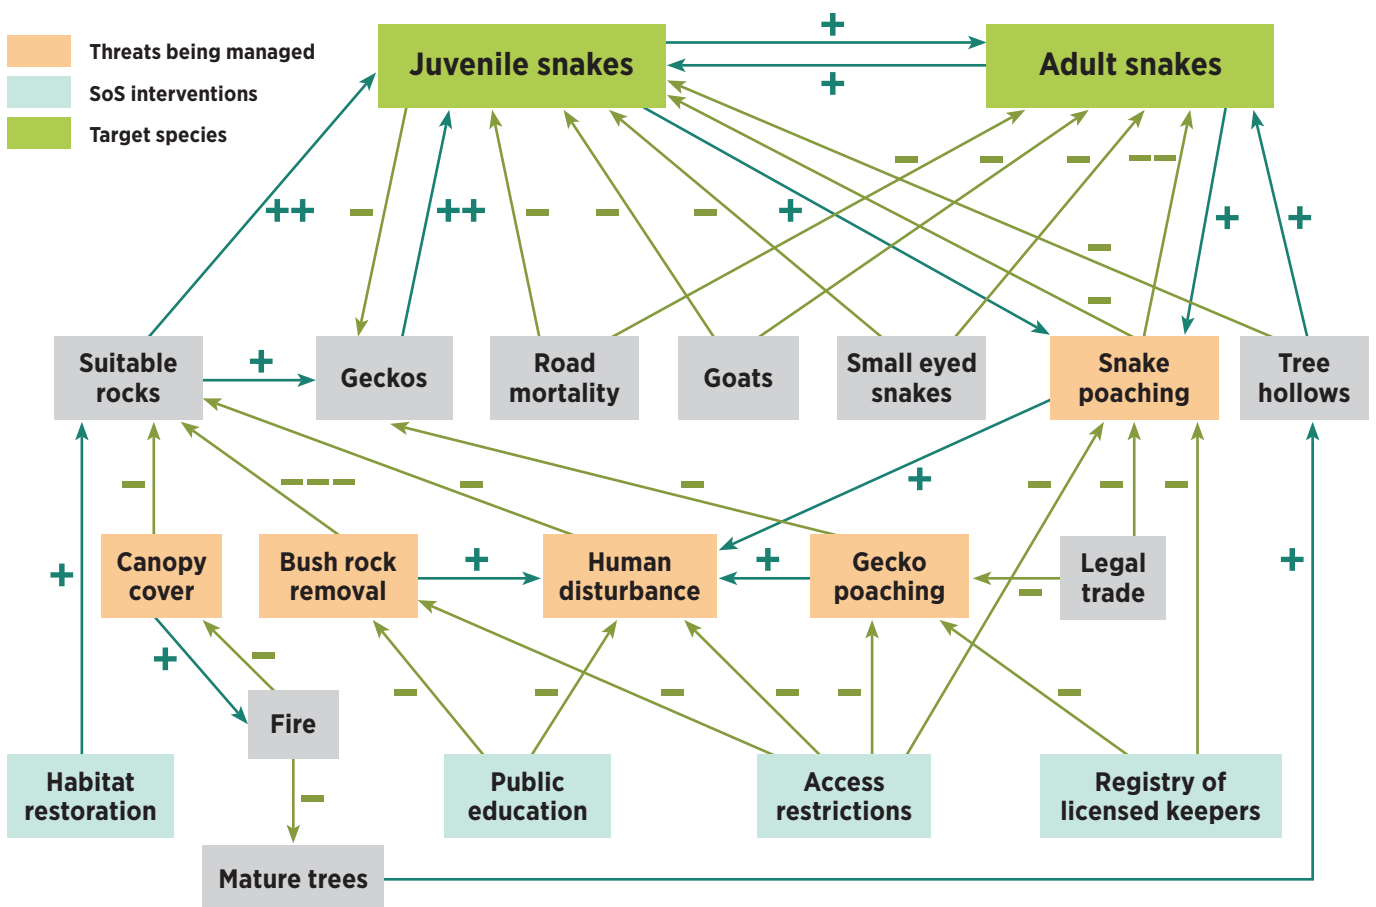 Threats being managed
SoS interventions
Target species
Juvenile snakes
Adult snakes
+
+
++
−
++
−
−
−
+
−
−
−
−−
+
+
−
−
Suitable
rocks
+
Geckos
Road
mortality
Goats
Small eyed
snakes
Snake
poaching
Tree
hollows
−
−−−
−
−
+
−
−
−
Canopy
cover
Bush rock
removal
+
Human
disturbance
+
Gecko
poaching
−
Legal
trade
+
+
+
−
Fire
−
−
−
−
−
−
Habitat
restoration
−
Public
education
Access
restrictions
Registry of
licensed keepers
Mature trees